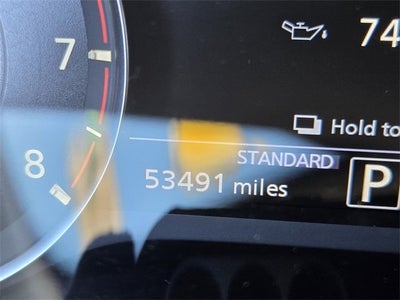 74
7
Hold to
STANDARD
8
53491 miles
P